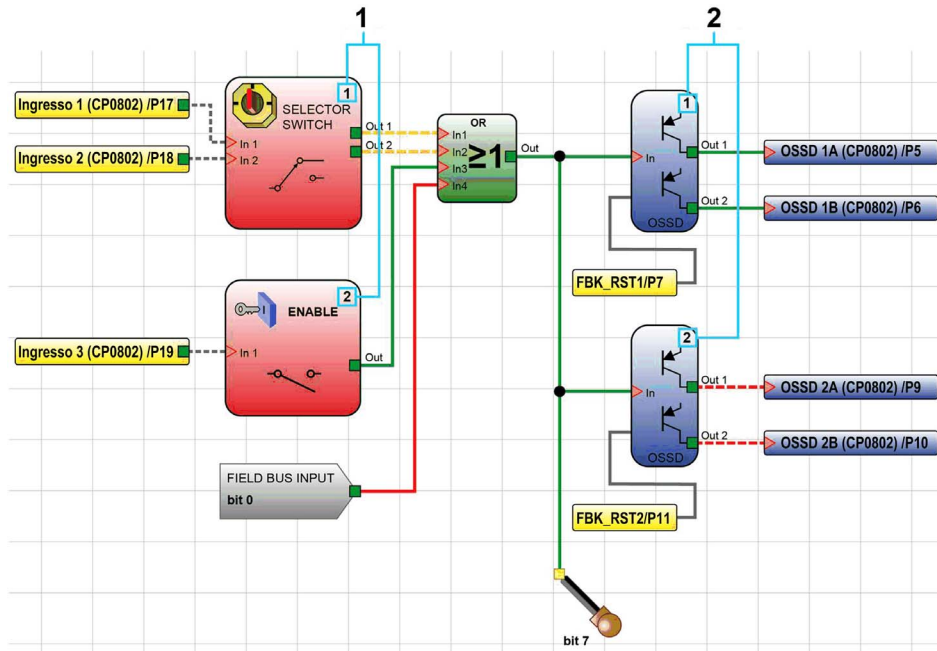 1
2
Ingresso 1 (CP0802) /P17
Ingresso 2 (CP0802) /P18
SELECTOR SWITCH
1
In 1
In 2
Out 1
Out 2
OR
≥1
In1
In2
In3
In4
Out
1
In
Out 1
Out 2
OSSD
OSSD 1A (CP0802) /P5
OSSD 1B (CP0802) /P6
FBK_RST1/P7
Ingresso 3 (CP0802) /P19
ENABLE
2
In 1
Out
2
In
Out 1
Out 2
OSSD
OSSD 2A (CP0802) /P9
OSSD 2B (CP0802) /P10
FIELD BUS INPUT
bit 0
FBK_RST2/P11
bit 7